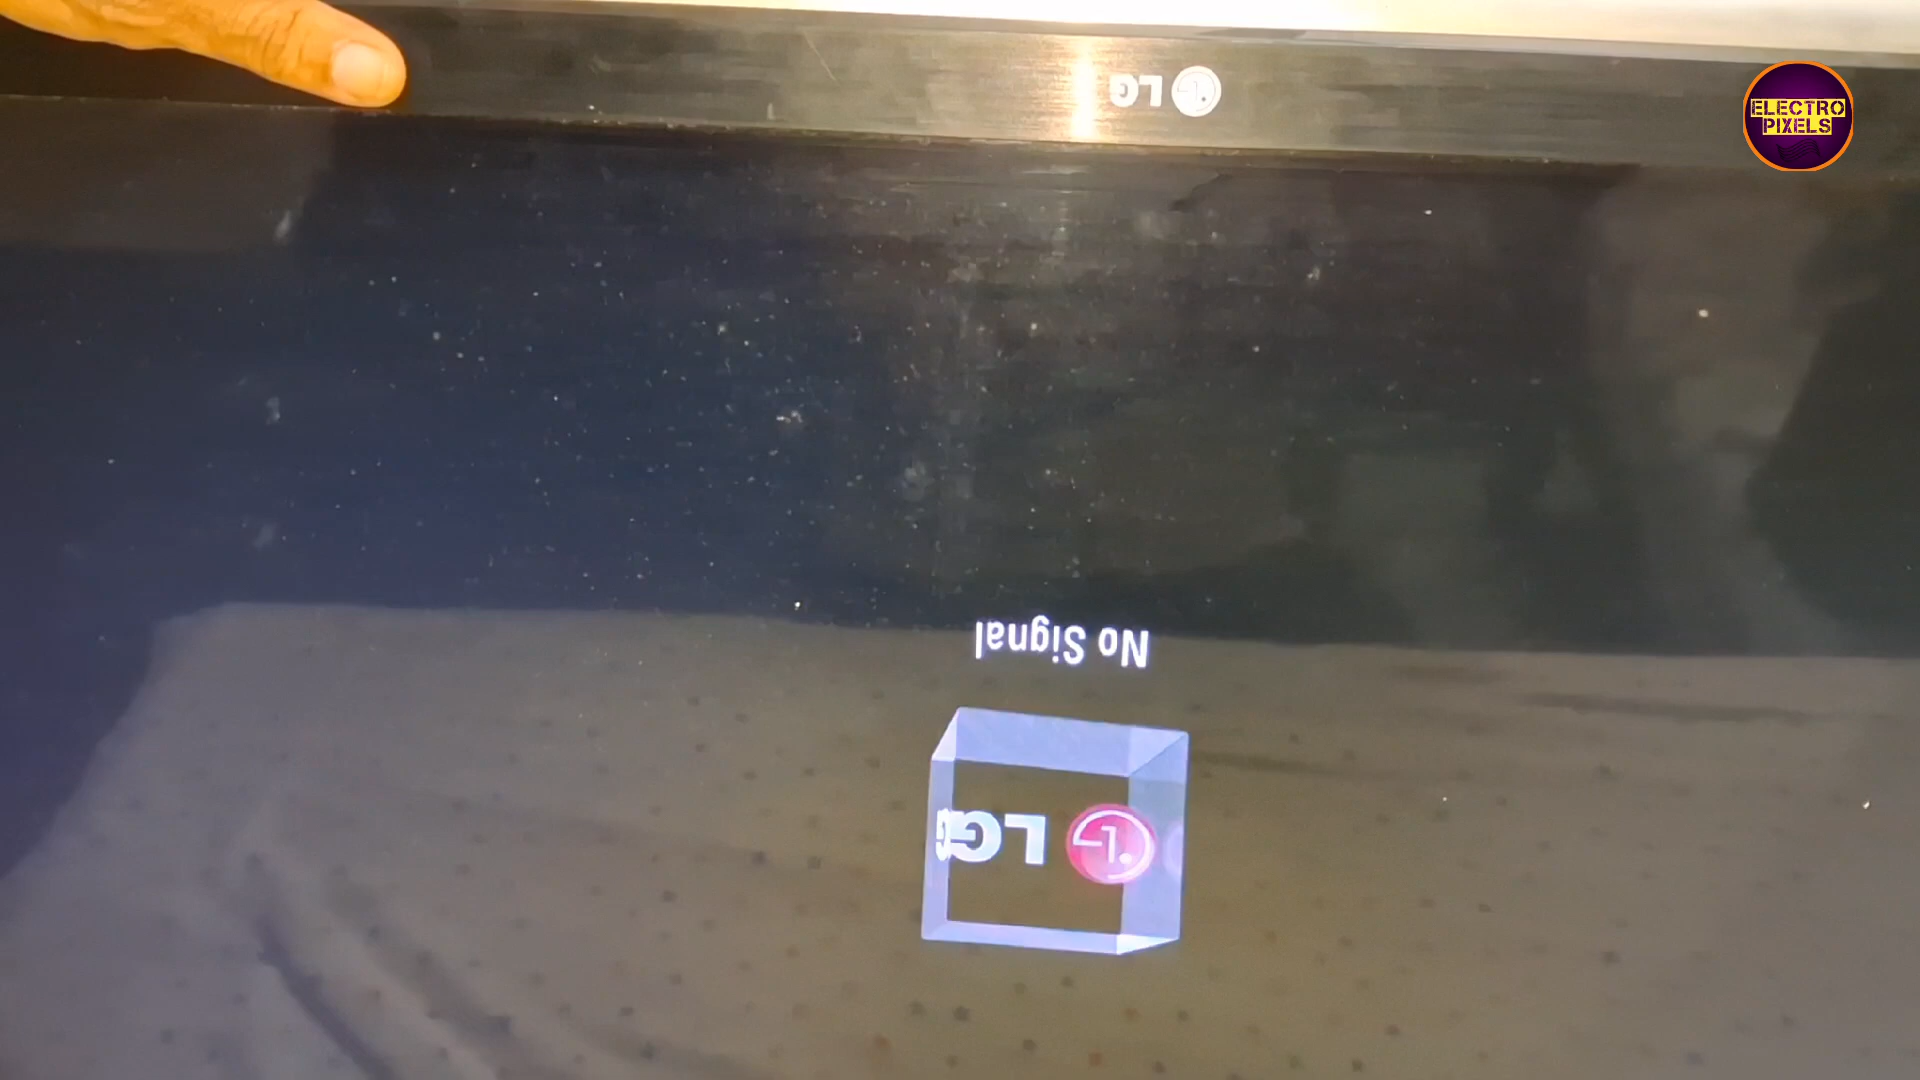 LG
ELECTRO
PIXELS
No Signal
LG